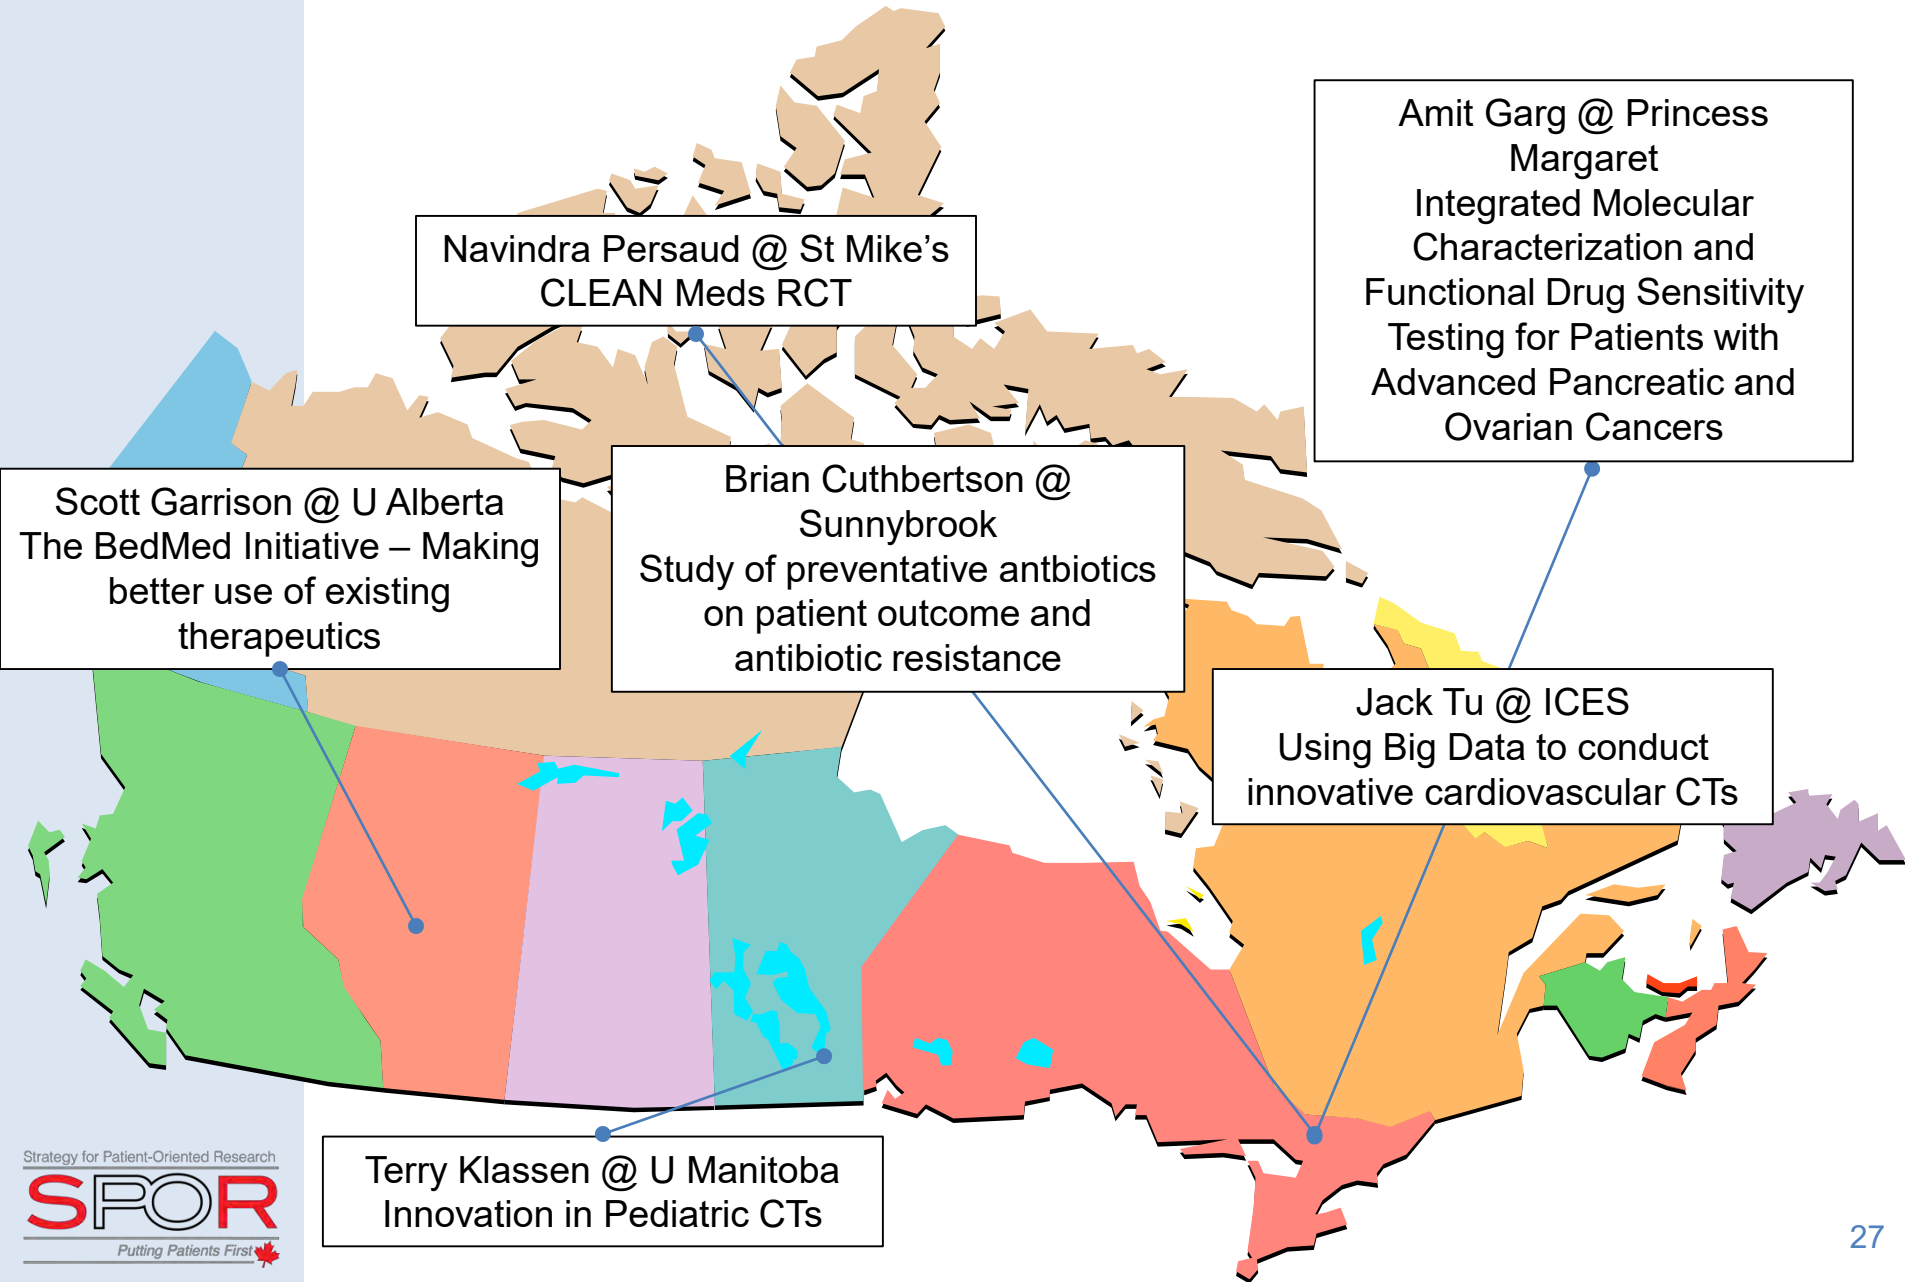 Amit Garg @ Princess
Margaret
Integrated Molecular
Characterization and
Functional Drug Sensitivity
Testing for Patients with
Advanced Pancreatic and
Ovarian Cancers
Navindra Persaud @ St Mike’s
CLEAN Meds RCT
Scott Garrison @ U Alberta
The BedMed Initiative – Making
better use of existing
therapeutics
Brian Cuthbertson @
Sunnybrook
Study of preventative antbiotics
on patient outcome and
antibiotic resistance
Jack Tu @ ICES
Using Big Data to conduct
innovative cardiovascular CTs
Terry Klassen @ U Manitoba
Innovation in Pediatric CTs
Strategy for Patient-Oriented Research
SPOR
Putting Patients First
27